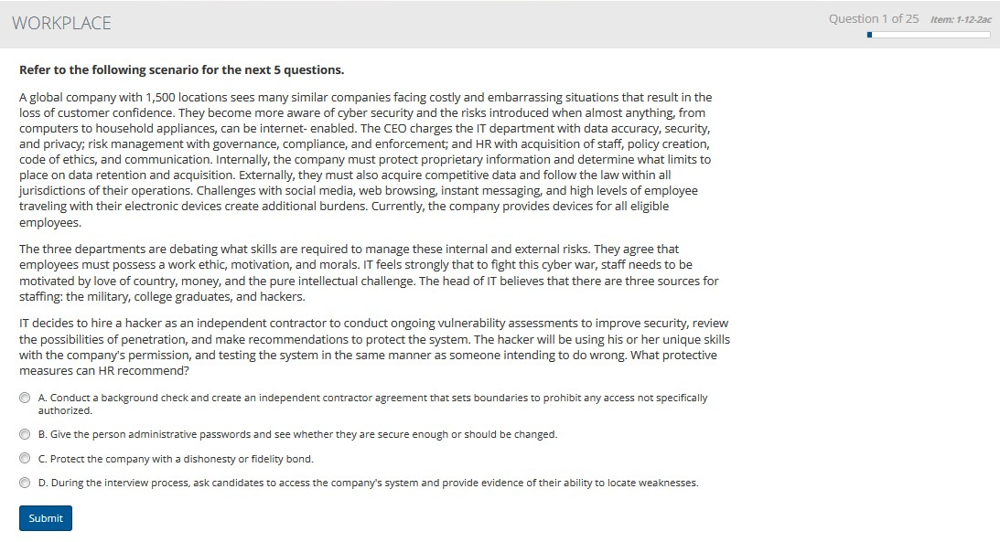 WORKPLACE
Question 1 of 25 Item: 1-12-2ac
Refer to the following scenario for the next 5 questions.
A global company with 1,500 locations sees many similar companies facing costly and embarrassing situations that result in the
loss of customer confidence. They become more aware of cyber security and the risks introduced when almost anything, from
computers to household appliances, can be internet- enabled. The CEO charges the IT department with data accuracy, security,
and privacy; risk management with governance, compliance, and enforcement; and HR with acquisition of staff, policy creation,
code of ethics, and communication. Internally, the company must protect proprietary information and determine what limits to
place on data retention and acquisition. Externally, they must also acquire competitive data and follow the law within all
jurisdictions of their operations. Challenges with social media, web browsing, instant messaging, and high levels of employee
traveling with their electronic devices create additional burdens. Currently, the company provides devices for all eligible
employees.
The three departments are debating what skills are required to manage these internal and external risks. They agree that
employees must possess a work ethic, motivation, and morals. IT feels strongly that to fight this cyber war, staff needs to be
motivated by love of country, money, and the pure intellectual challenge. The head of IT believes that there are three sources for
staffing: the military, college graduates, and hackers.
IT decides to hire a hacker as an independent contractor to conduct ongoing vulnerability assessments to improve security, review
the possibilities of penetration, and make recommendations to protect the system. The hacker will be using his or her unique skills
with the company's permission, and testing the system in the same manner as someone intending to do wrong. What protective
measures can HR recommend?
A. Conduct a background check and create an independent contractor agreement that sets boundaries to prohibit any access not specifically
authorized.
B. Give the person administrative passwords and see whether they are secure enough or should be changed.
C. Protect the company with a dishonesty or fidelity bond.
D. During the interview process, ask candidates to access the company's system and provide evidence of their ability to locate weaknesses.
Submit